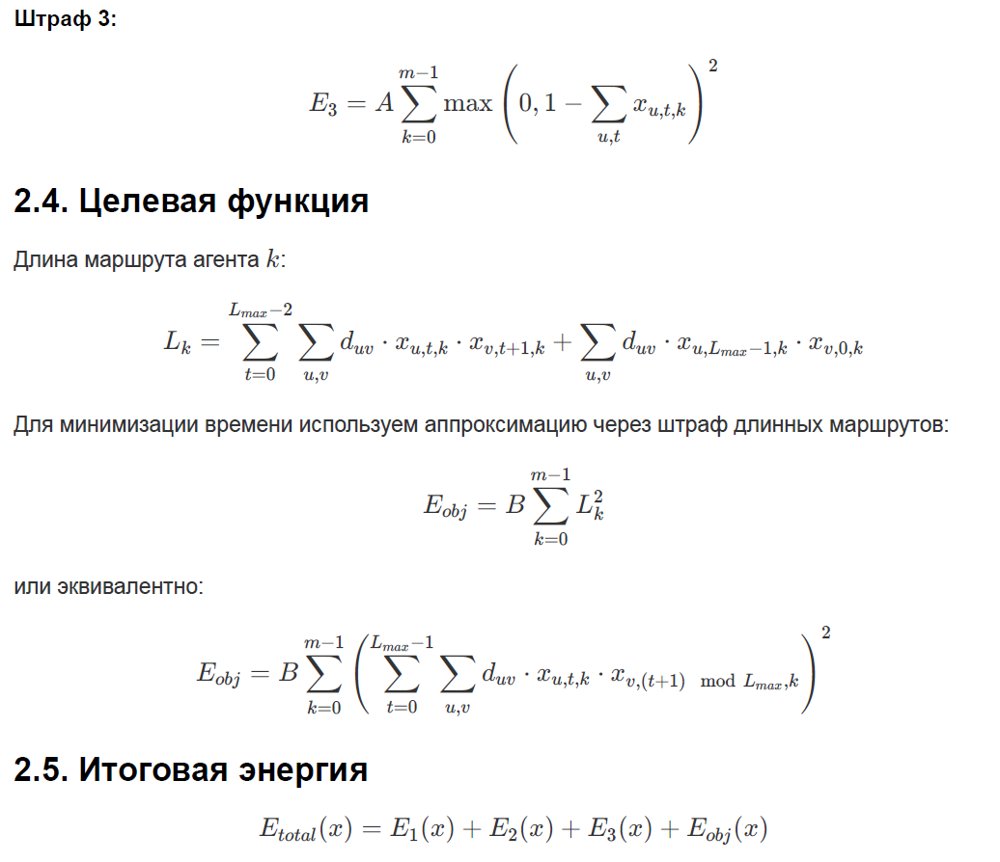 Штраф 3:
$$E_3 = A \sum_{k=0}^{m-1} \max \left( 0, 1 - \sum_{u,t} x_{u,t,k} \right)^2$$
2.4. Целевая функция
Длина маршрута агента $k$:
$$L_k = \sum_{t=0}^{L_{max}-2} \sum_{u,v} d_{uv} \cdot x_{u,t,k} \cdot x_{v,t+1,k} + \sum_{u,v} d_{uv} \cdot x_{u,L_{max}-1,k} \cdot x_{v,0,k}$$
Для минимизации времени используем аппроксимацию через штраф длинных маршрутов:
$$E_{obj} = B \sum_{k=0}^{m-1} L_k^2$$
или эквивалентно:
$$E_{obj} = B \sum_{k=0}^{m-1} \left( \sum_{t=0}^{L_{max}-1} \sum_{u,v} d_{uv} \cdot x_{u,t,k} \cdot x_{v,(t+1) \mod L_{max},k} \right)^2$$
2.5. Итоговая энергия
$$E_{total}(x) = E_1(x) + E_2(x) + E_3(x) + E_{obj}(x)$$